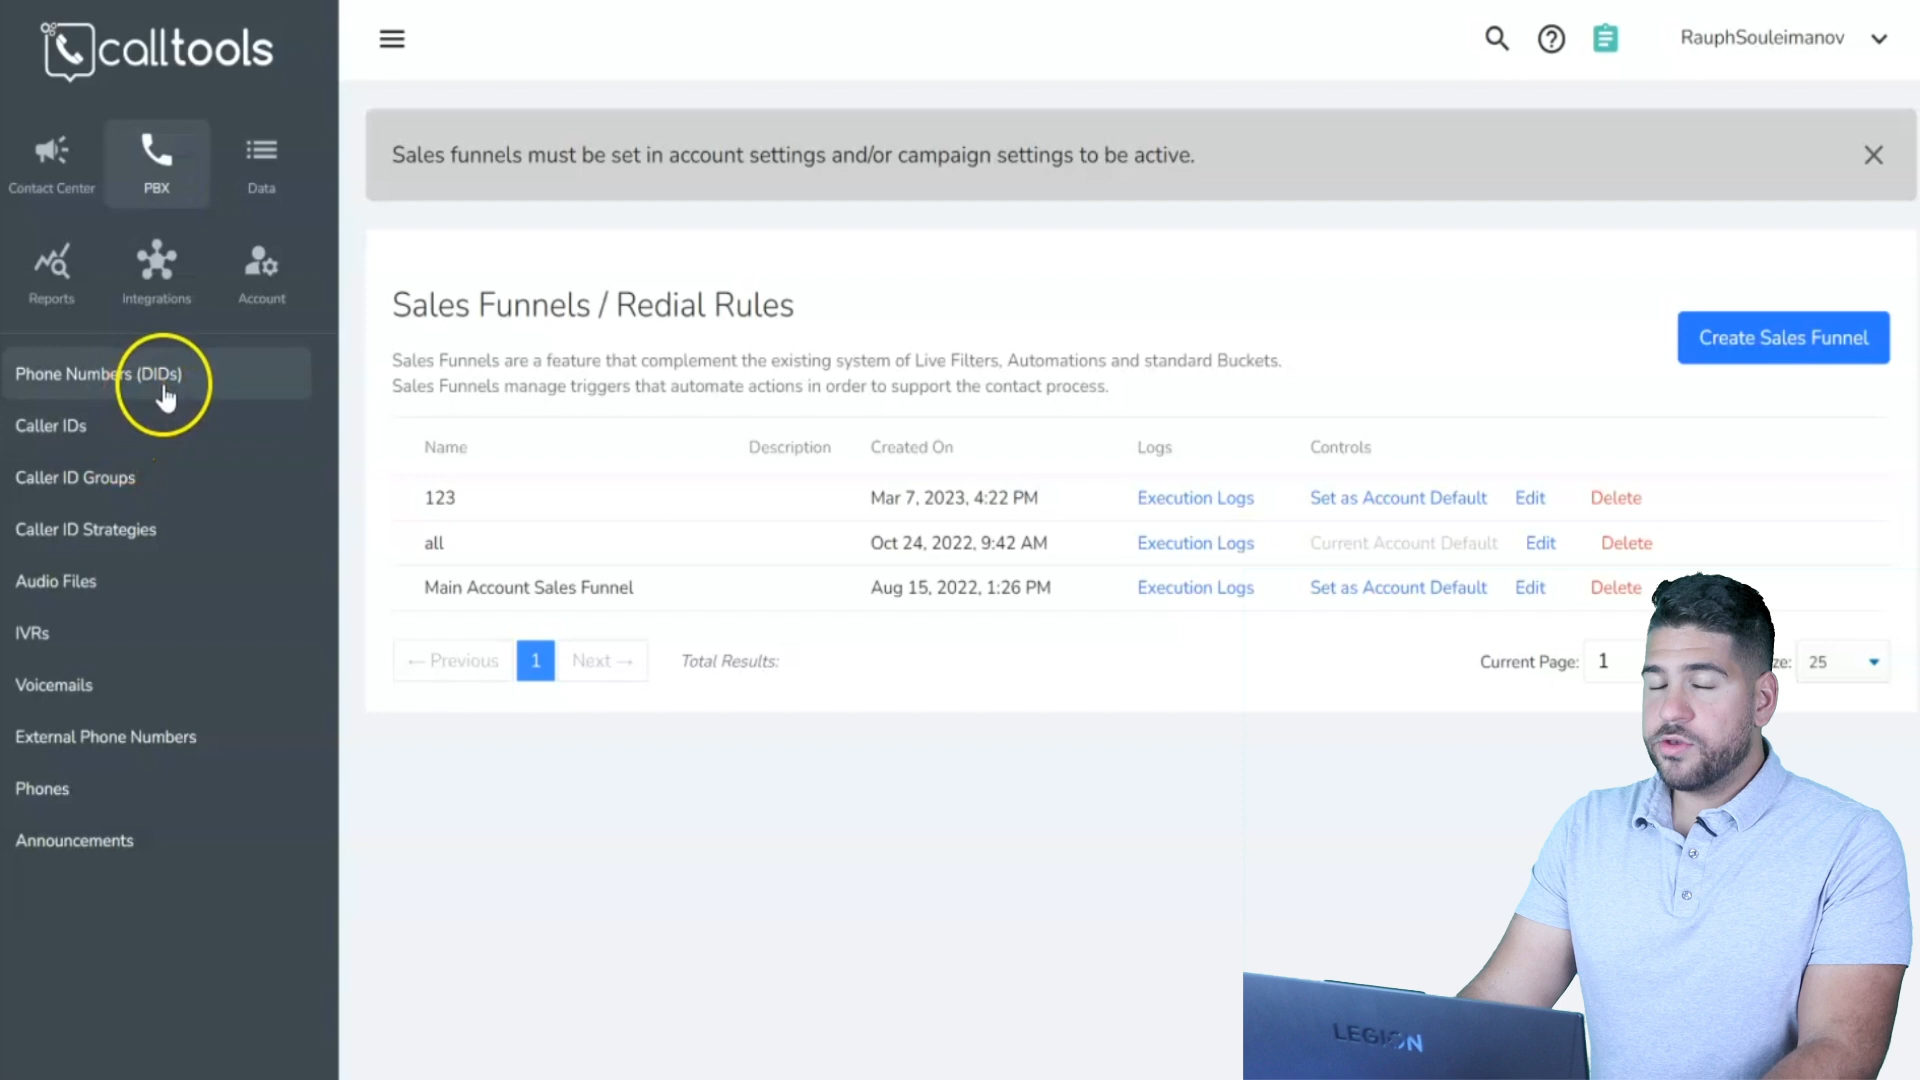 calltools
RauphSouleimanov
Contact Center
PBX
Data
Reports
Integrations
Account
Phone Numbers (DIDs)
Caller IDs
Caller ID Groups
Caller ID Strategies
Audio Files
IVRs
Voicemails
External Phone Numbers
Phones
Announcements
Sales funnels must be set in account settings and/or campaign settings to be active.
Sales Funnels / Redial Rules
Create Sales Funnel
Sales Funnels are a feature that complement the existing system of Live Filters, Automations and standard Buckets.
Sales Funnels manage triggers that automate actions in order to support the contact process.
Name Description Created On Logs Controls
123 Mar 7, 2023, 4:22 PM Execution Logs Set as Account Default Edit Delete
all Oct 24, 2022, 9:42 AM Execution Logs Current Account Default Edit Delete
Main Account Sales Funnel Aug 15, 2022, 1:26 PM Execution Logs Set as Account Default Edit Delete
← Previous 1 Next → Total Results: Current Page: 1 25
LEGION